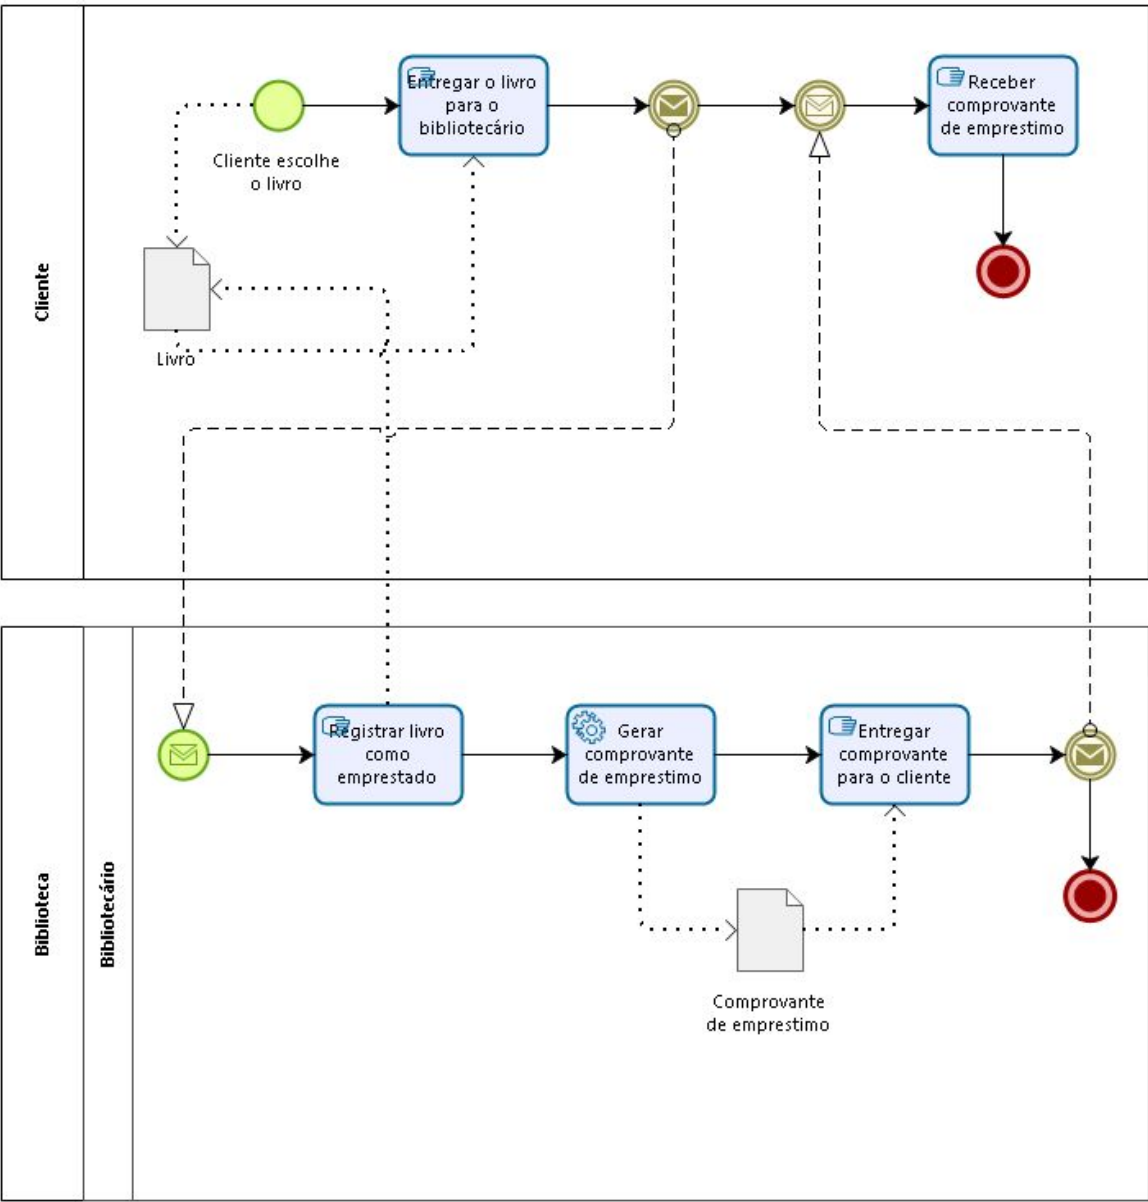 Cliente
Cliente escolhe
o livro
Entregar o livro
para o
bibliotecário
Receber
comprovante
de emprestimo
Livro
Biblioteca
Bibliotecário
Registrar livro
como
emprestado
Gerar
comprovante
de emprestimo
Entregar
comprovante
para o cliente
Comprovante
de emprestimo